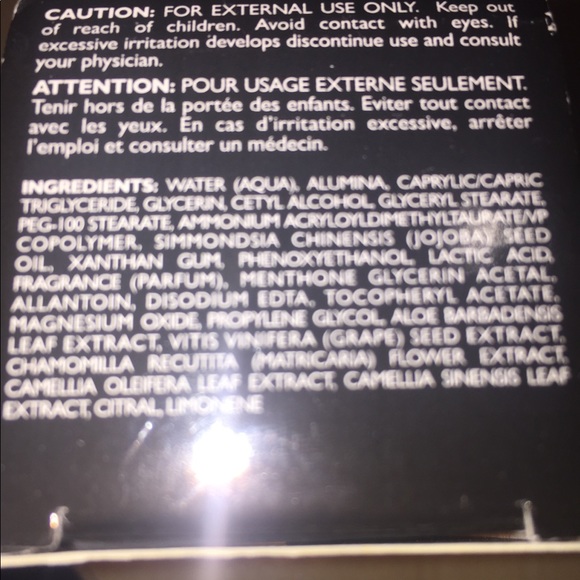 CAUTION: FOR EXTERNAL USE ONLY. Keep out
of reach of children. Avoid contact with eyes. If
excessive irritation develops discontinue use and consult
your physician.
ATTENTION: POUR USAGE EXTERNE SEULEMENT.
Tenir hors de la portée des enfants. Eviter tout contact
avec les yeux. En cas d'irritation excessive, arrêter
l'emploi et consulter un médecin.
INGREDIENTS: WATER (AQUA), ALUMINA, CAPRYLIC/CAPRIC
TRIGLYCERIDE, GLYCERIN, CETYL ALCOHOL, GLYCERYL STEARATE,
PEG-100 STEARATE, AMMONIUM ACRYLOYLDIMETHYLTAURATE/VP
COPOLYMER, SIMMONDSIA CHINENSIS (JOJOBA) SEED
OIL, XANTHAN GUM, PHENOXYETHANOL, LACTIC ACID,
FRAGRANCE (PARFUM), MENTHONE GLYCERIN ACETAL,
ALLANTOIN, DISODIUM EDTA, TOCOPHERYL ACETATE,
MAGNESIUM OXIDE, PROPYLENE GLYCOL, ALOE BARBADENSIS
LEAF EXTRACT, VITIS VINIFERA (GRAPE) SEED EXTRACT,
CHAMOMILLA RECUTITA (MATRICARIA) FLOWER EXTRACT,
CAMELLIA OLEIFERA LEAF EXTRACT, CAMELLIA SINENSIS LEAF
EXTRACT, CITRAL, LIMONENE